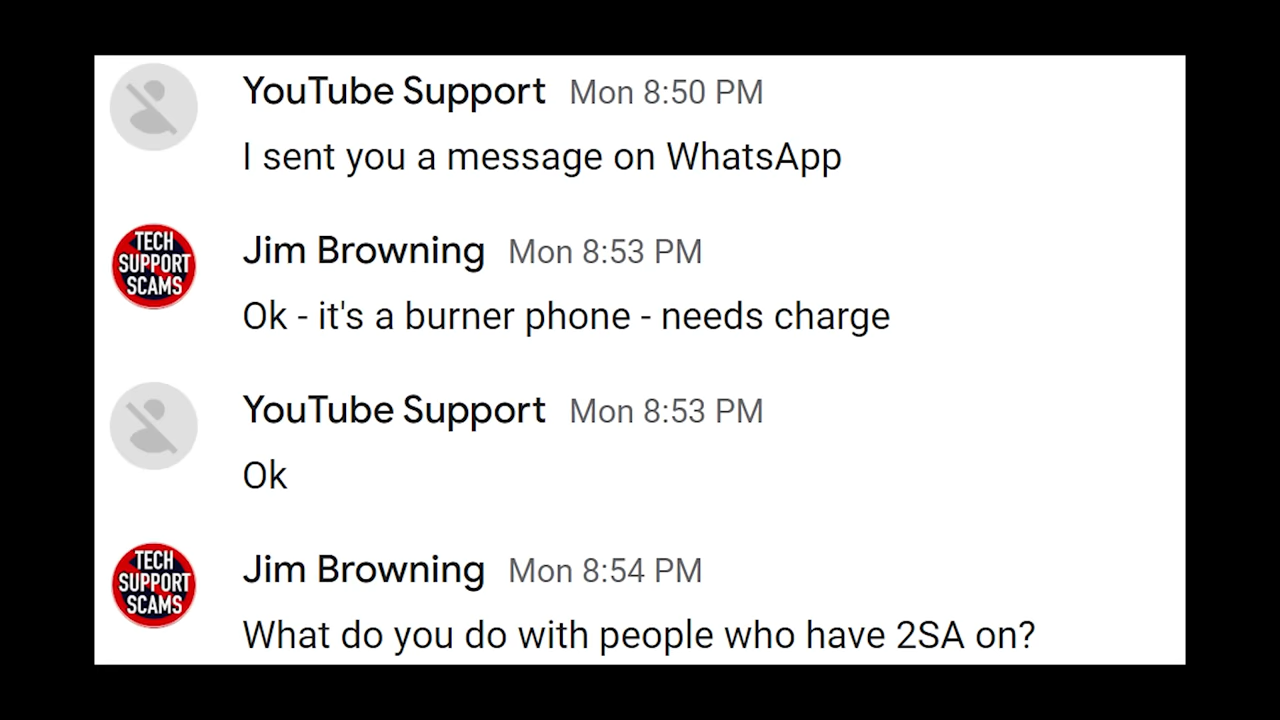 YouTube Support Mon 8:50 PM
I sent you a message on WhatsApp
TECH
SUPPORT
SCAMS
Jim Browning Mon 8:53 PM
Ok - it's a burner phone - needs charge
YouTube Support Mon 8:53 PM
Ok
TECH
SUPPORT
SCAMS
Jim Browning Mon 8:54 PM
What do you do with people who have 2SA on?